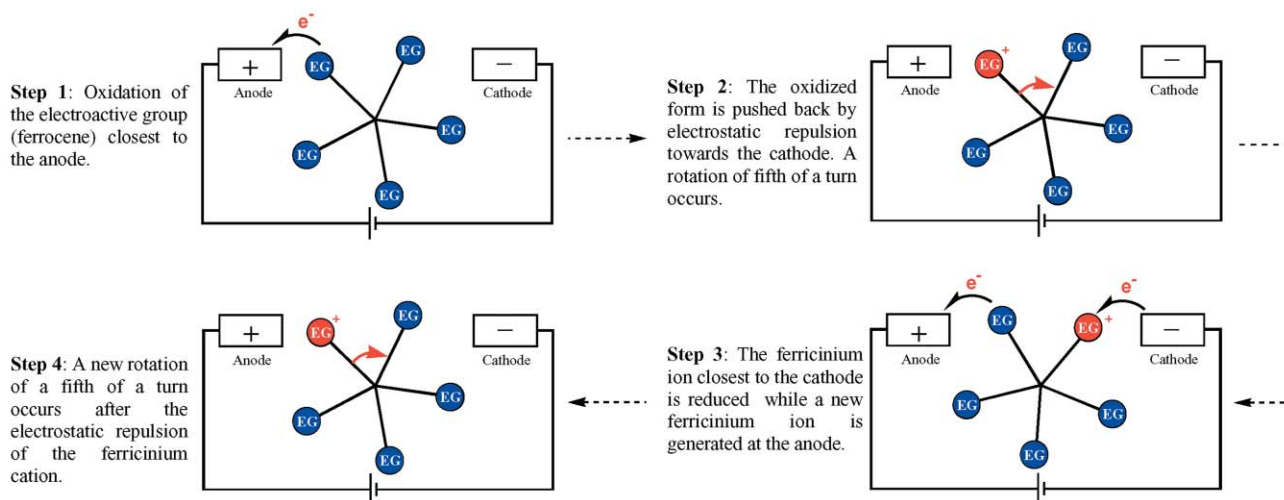 e-
EG
EG
EG
EG
EG
+
Anode
−
Cathode
Step 1: Oxidation of
the electroactive group
(ferrocene) closest to
the anode.
EG+
EG
EG
EG
EG
+
Anode
−
Cathode
Step 2: The oxidized
form is pushed back by
electrostatic repulsion
towards the cathode. A
rotation of fifth of a turn
occurs.
EG+
EG
EG
EG
EG
+
Anode
−
Cathode
Step 4: A new rotation
of a fifth of a turn
occurs after the
electrostatic repulsion
of the ferricinium
cation.
e-
e-
EG
EG+
EG
EG
EG
+
Anode
−
Cathode
Step 3: The ferricinium
ion closest to the cathode
is reduced while a new
ferricinium ion is
generated at the anode.